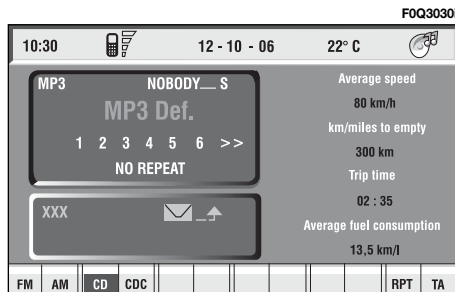 F0Q3030
10:30 12 - 10 - 06 22° C
MP3 NOBODY__ S
MP3 Def.
1 2 3 4 5 6 >>
NO REPEAT
XXX
Average speed
80 km/h
km/miles to empty
300 km
Trip time
02 : 35
Average fuel consumption
13,5 km/l
FM AM CD CDC RPT TA